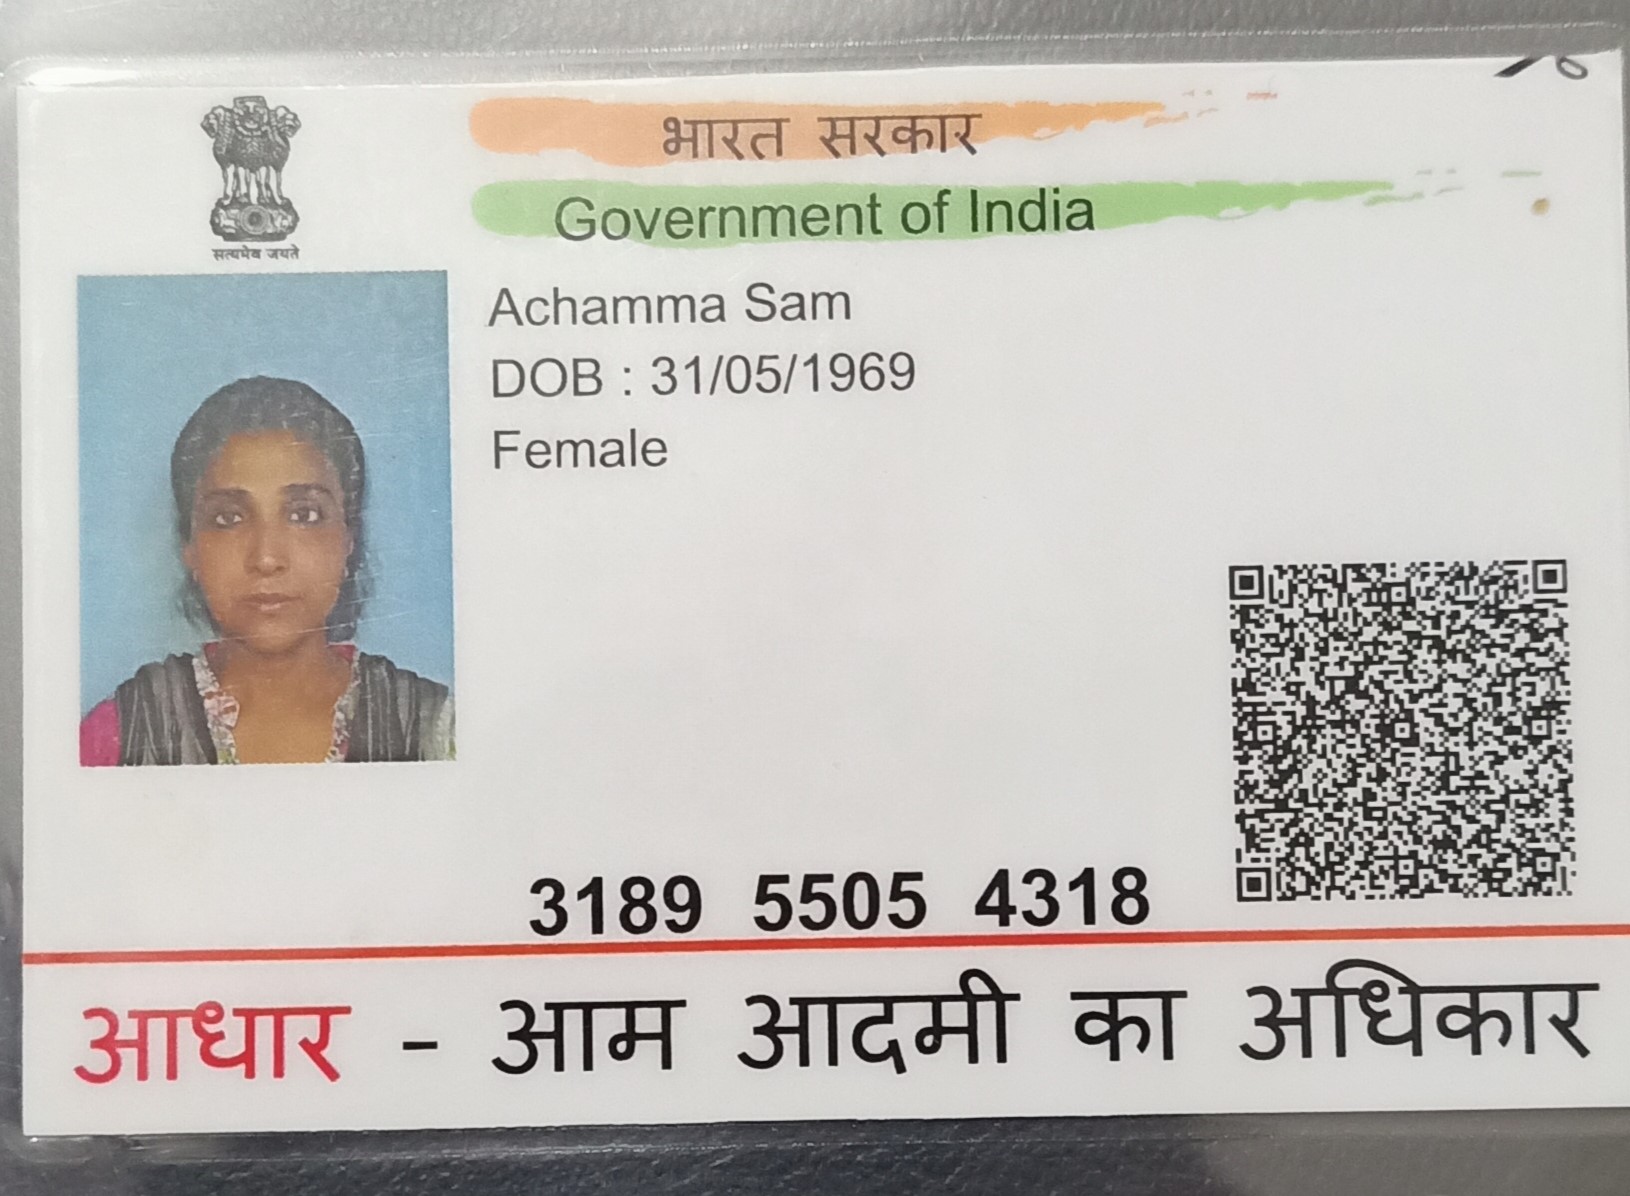 भारत सरकार
Government of India
सत्यमेव जयते
Achamma Sam
DOB : 31/05/1969
Female
3189 5505 4318
आधार - आम आदमी का अधिकार